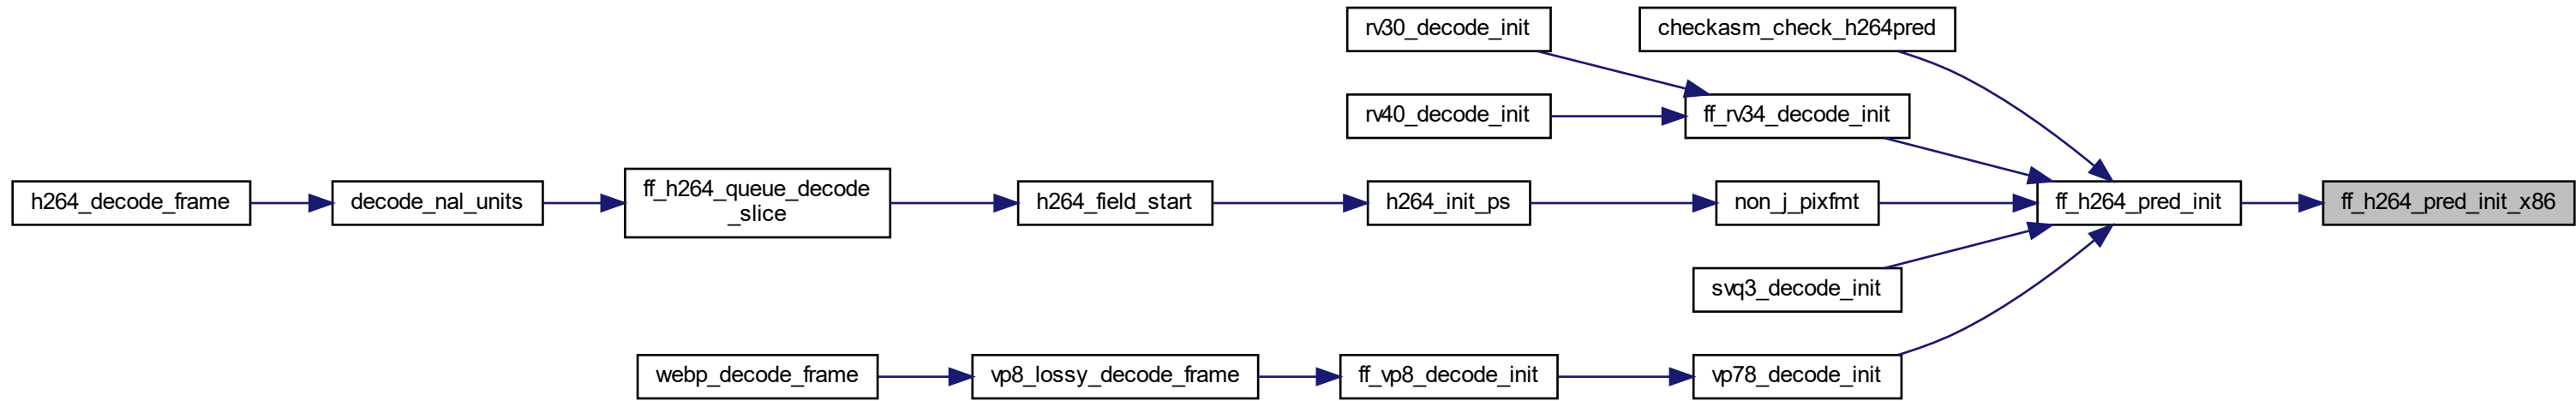 rv30_decode_init
checkasm_check_h264pred
rv40_decode_init
ff_rv34_decode_init
h264_decode_frame
decode_nal_units
ff_h264_queue_decode
_slice
h264_field_start
h264_init_ps
non_j_pixfmt
ff_h264_pred_init
ff_h264_pred_init_x86
svq3_decode_init
webp_decode_frame
vp8_lossy_decode_frame
ff_vp8_decode_init
vp78_decode_init